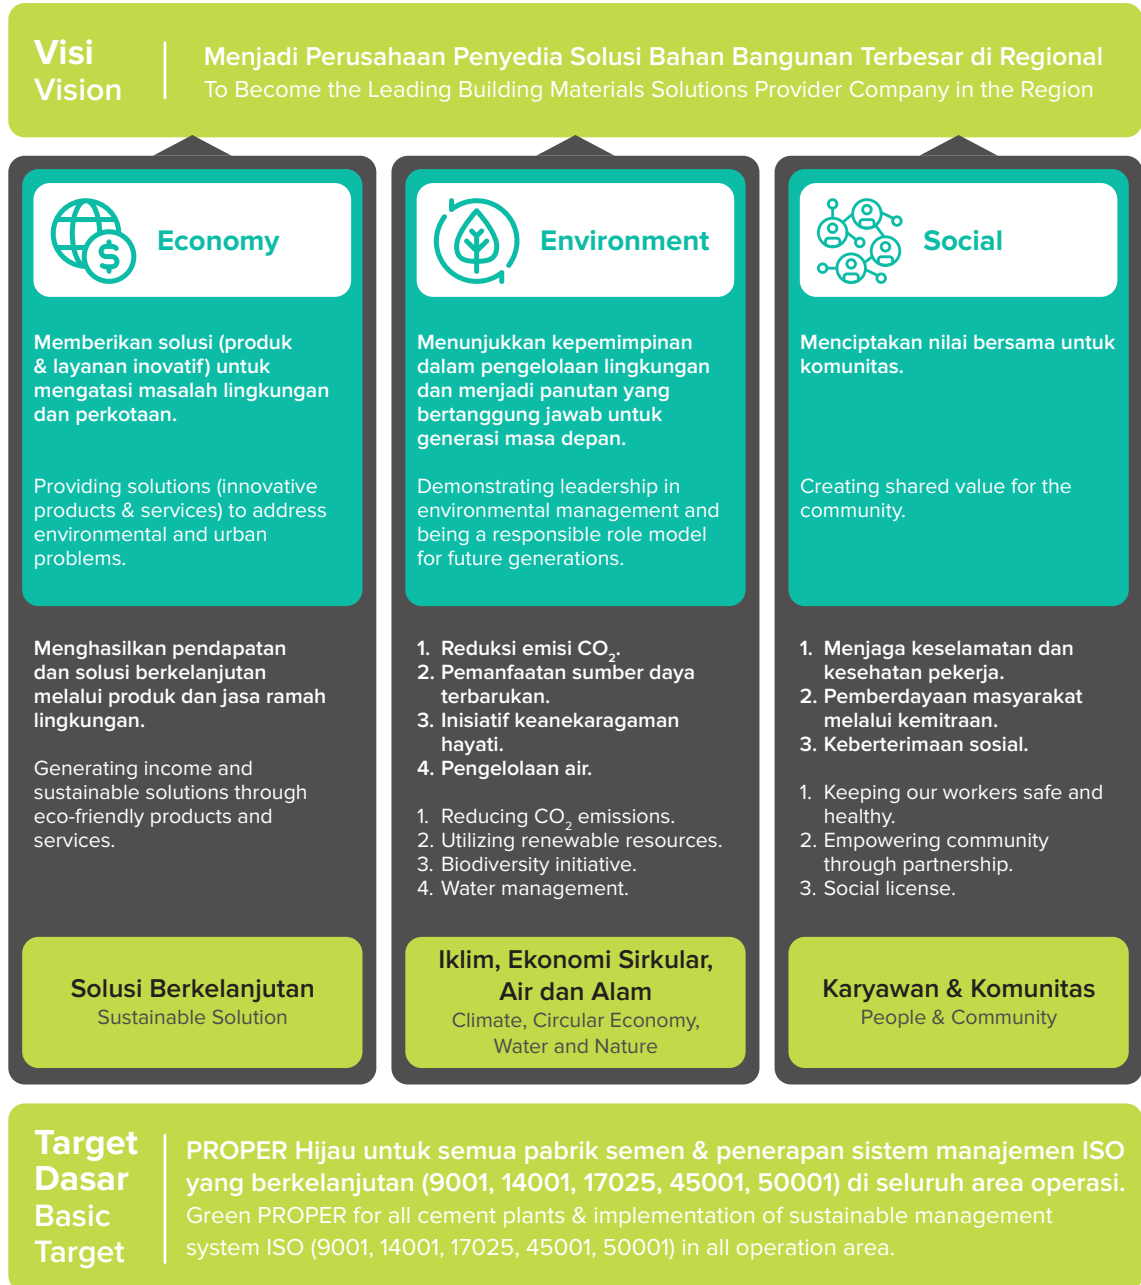 Visi
Vision
Menjadi Perusahaan Penyedia Solusi Bahan Bangunan Terbesar di Regional
To Become the Leading Building Materials Solutions Provider Company in the Region
Economy
Memberikan solusi (produk
& layanan inovatif) untuk
mengatasi masalah lingkungan
dan perkotaan.
Providing solutions (innovative
products & services) to address
environmental and urban
problems.
Menghasilkan pendapatan
dan solusi berkelanjutan
melalui produk dan jasa ramah
lingkungan.
Generating income and
sustainable solutions through
eco-friendly products and
services.
Solusi Berkelanjutan
Sustainable Solution
Environment
Menunjukkan kepemimpinan
dalam pengelolaan lingkungan
dan menjadi panutan yang
bertanggung jawab untuk
generasi masa depan.
Demonstrating leadership in
environmental management and
being a responsible role model
for future generations.
1. Reduksi emisi CO₂.
2. Pemanfaatan sumber daya
terbarukan.
3. Inisiatif keanekaragaman
hayati.
4. Pengelolaan air.
1. Reducing CO₂ emissions.
2. Utilizing renewable resources.
3. Biodiversity initiative.
4. Water management.
Iklim, Ekonomi Sirkular,
Air dan Alam
Climate, Circular Economy,
Water and Nature
Social
Menciptakan nilai bersama untuk
komunitas.
Creating shared value for the
community.
1. Menjaga keselamatan dan
kesehatan pekerja.
2. Pemberdayaan masyarakat
melalui kemitraan.
3. Keberterimaan sosial.
1. Keeping our workers safe and
healthy.
2. Empowering community
through partnership.
3. Social license.
Karyawan & Komunitas
People & Community
Target
Dasar
Basic
Target
PROPER Hijau untuk semua pabrik semen & penerapan sistem manajemen ISO
yang berkelanjutan (9001, 14001, 17025, 45001, 50001) di seluruh area operasi.
Green PROPER for all cement plants & implementation of sustainable management
system ISO (9001, 14001, 17025, 45001, 50001) in all operation area.